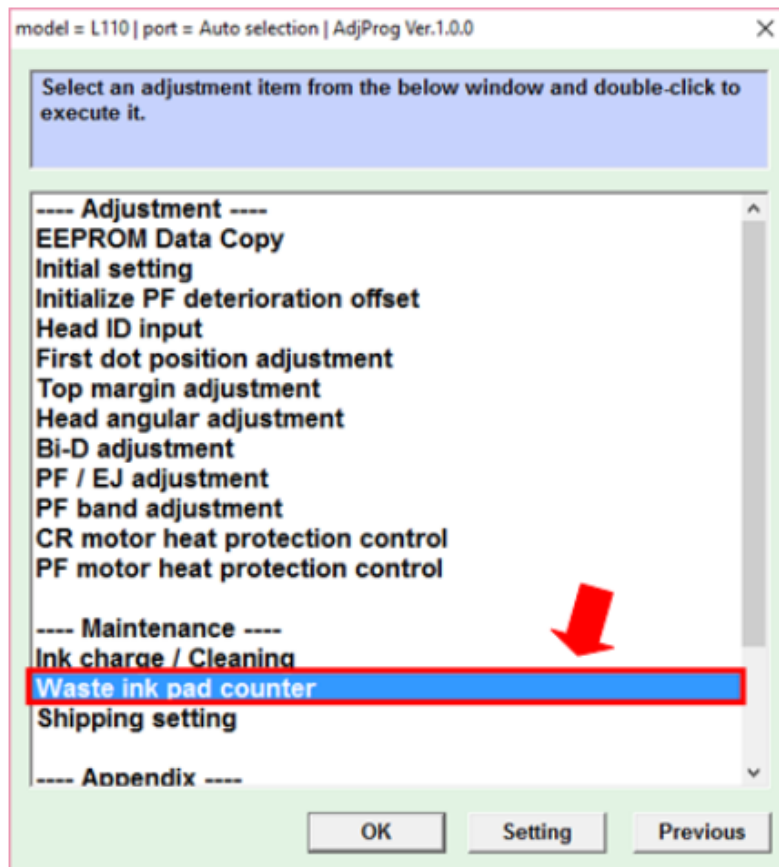 model = L110 | port = Auto selection | AdjProg Ver.1.0.0
Select an adjustment item from the below window and double-click to
execute it.
---- Adjustment ----
EEPROM Data Copy
Initial setting
Initialize PF deterioration offset
Head ID input
First dot position adjustment
Top margin adjustment
Head angular adjustment
Bi-D adjustment
PF / EJ adjustment
PF band adjustment
CR motor heat protection control
PF motor heat protection control
---- Maintenance ----
Ink charge / Cleaning
Waste ink pad counter
Shipping setting
---- Appendix ----
OK Setting Previous